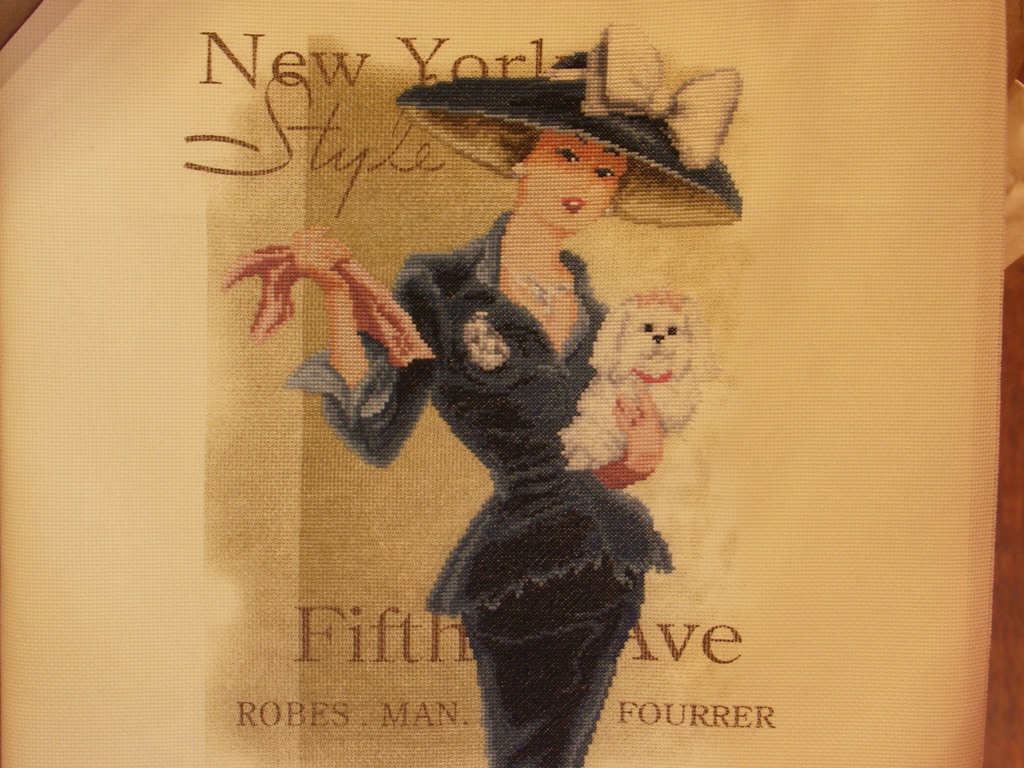 New York
Style
Fifth Ave
ROBES. MAN. FOURRER